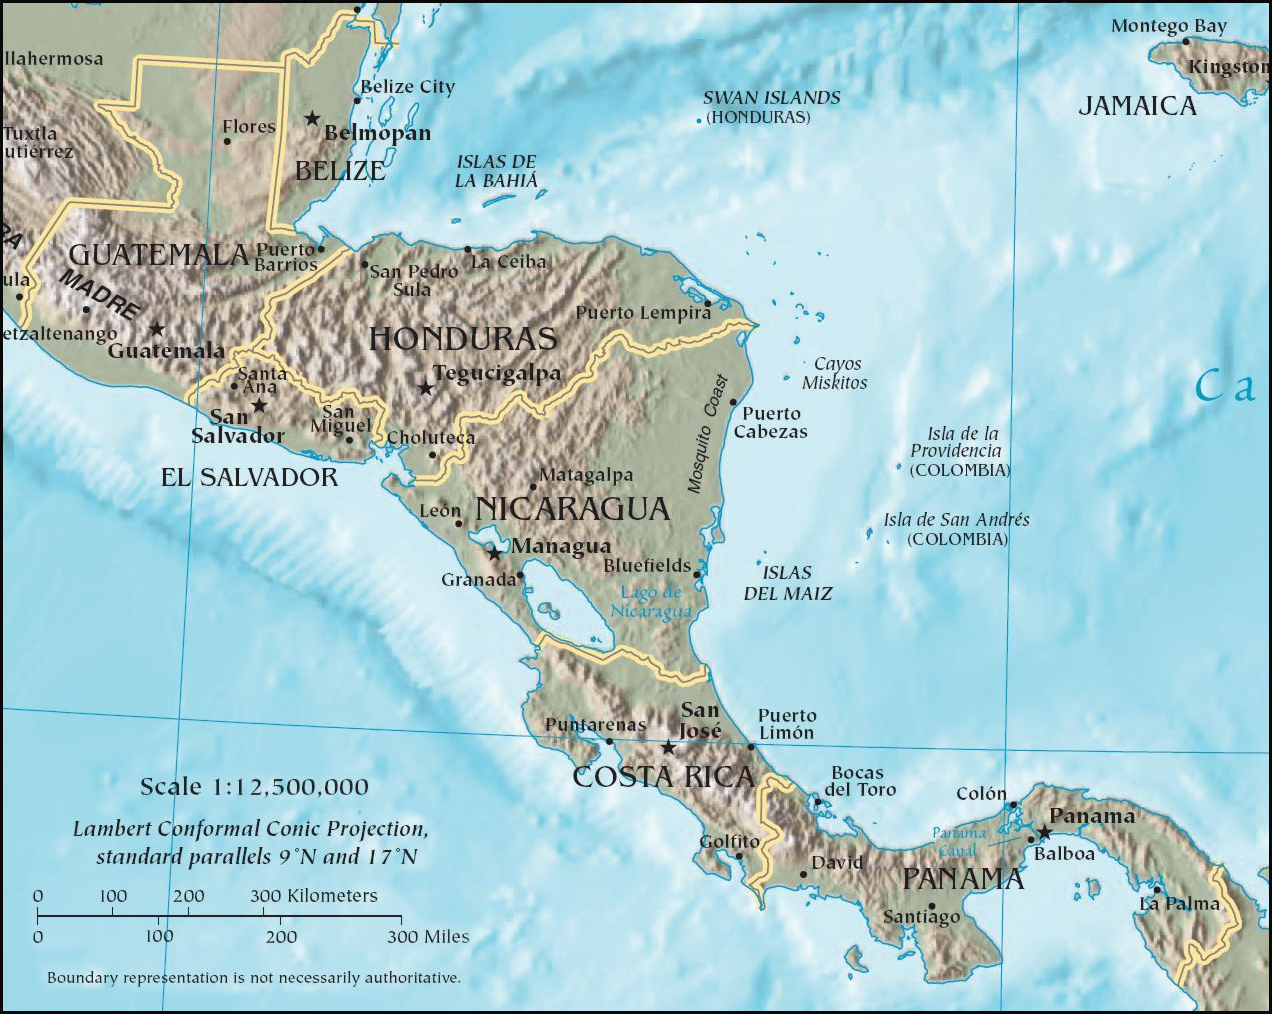 Montego Bay
Kingston
JAMAICA
llahermosa
Belize City
SWAN ISLANDS
(HONDURAS)
Flores
Belmopan
Tuxtla
utiérrez
BELIZE
ISLAS DE
LA BAHIÁ
RA
GUATEMALA
Puerto
Barrios
La Ceiba
San Pedro
Sula
ula
MADRE
Puerto Lempira
etzaltenango
Guatemala
HONDURAS
Tegucigalpa
Cayos
Miskitos
Ca
Santa
Ana
San
Salvador
San
Miguel
Choluteca
Mosquito Coast
Puerto
Cabezas
Isla de la
Providencia
(COLOMBIA)
EL SALVADOR
Matagalpa
NICARAGUA
León
Isla de San Andrés
(COLOMBIA)
Managua
Granada
Bluefields
Lago de
Nicaragua
ISLAS
DEL MAIZ
San
José
Puntarenas
Puerto
Limón
COSTA RICA
Bocas
del Toro
Colón
Panama
Panama
Canal
Balboa
Golfito
David
PANAMA
Santiago
La Palma
Scale 1:12,500,000
Lambert Conformal Conic Projection,
standard parallels 9°N and 17°N
0 100 200 300 Kilometers
0 100 200 300 Miles
Boundary representation is not necessarily authoritative.